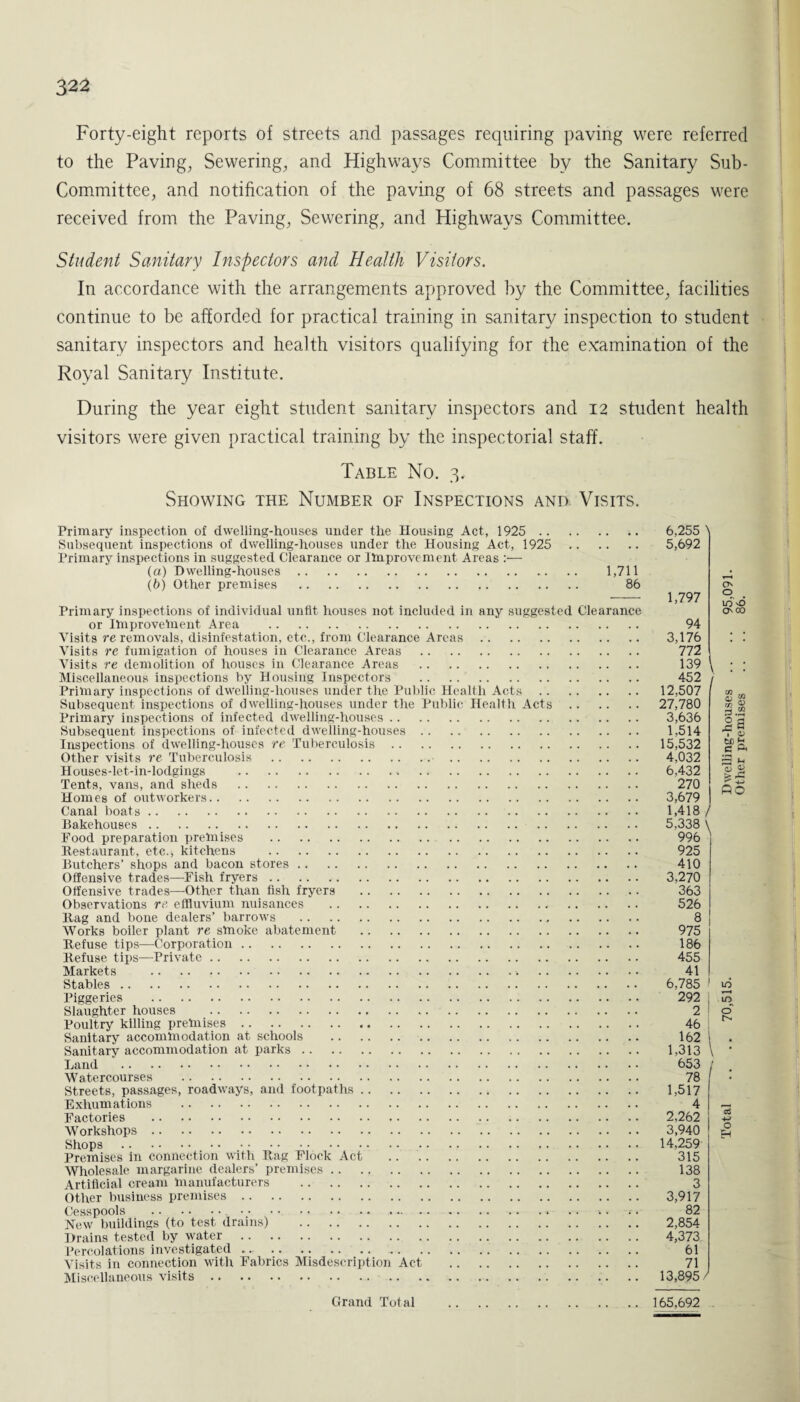 322
Forty-eight reports of streets and passages requiring paving were referred
to the Paving, Sewering, and Highways Committee by the Sanitary Sub-
Committee, and notification of the paving of 68 streets and passages were
received from the Paving, Sewering, and Highways Committee.
Student Sanitary Inspectors and Health Visitors.
In accordance with the arrangements approved by the Committee, facilities
continue to be afforded for practical training in sanitary inspection to student
sanitary inspectors and health visitors qualifying for the examination of the
Royal Sanitary Institute.
During the year eight student sanitary inspectors and 12 student health
visitors were given practical training by the inspectorial staff.
Table No. 3.
Showing the Number of Inspections and Visits.
Primary inspection of dwelling-houses under the Housing Act, 1925 .. .. .. .. 6,255
Subsequent inspections of dwelling-houses under the Housing Act, 1925 .. .. .. 5,692
Primary inspections in suggested Clearance or Improvement Areas :—
(a) Dwelling-houses .. .. .. .. 1,711
(b) Other premises .. .. .. .. 86
1,797
Primary inspections of individual unfit houses not included in any suggested Clearance
or Improvement Area .. .. .. .. 94
Visits re removals, disinfestation, etc., from Clearance Areas .. .. .. .. 3,176
Visits re fumigation of houses in Clearance Areas .. .. .. .. 772
Visits re demolition of houses in Clearance Areas .. .. .. .. 139
Miscellaneous inspections by Housing Inspectors .. .. .. .. 452
Primary inspections of dwelling-houses under the Public Health Acts .. .. .. .. 12,507
Subsequent inspections of dwelling-houses under the Public Health Acts .. .. .. 27,780
Primary inspections of infected dwelling-houses .. .. .. .. 3,636
Subsequent inspections of infected dwelling-houses .. .. .. .. 1,514
Inspections of dwelling-houses re Tuberculosis .. .. .. .. 15,532
Other visits re Tuberculosis .. .. .. .. 4,032
Houses-let-in-lodgings .. .. .. .. 6,432
Tents, vans, and sheds .. .. .. .. 270
Homes of outworkers .. .. .. .. 3,679
Canal boats .. .. .. .. 1,418
Dwelling-houses .. .. 95,091.
Other premises .. .. 86.
Bakehouses .. .. .. .. 5,338
Food preparation premises .. .. .. .. 996
Restaurant, etc., kitchens .. .. .. .. 925
Butchers' shops and bacon stores .. .. .. .. 410
Offensive trades—Fish fryers .. .. .. .. 3,270
Offensive trades—Other than fish fryers .. .. .. .. 363
Observations re effluvium nuisances .. .. .. .. 526
Rag and bone dealers' barrows .. .. .. .. 8
Works boiler plant re smoke abatement .. .. .. .. 975
Refuse tips—Corporation .. .. .. .. 186
Refuse tips—Private .. .. .. .. 455
Markets .. .. .. .. 41
Stables .. .. .. .. 6,785
Piggeries .. .. .. .. 292
Slaughter houses .. .. .. .. 2
Poultry killing premises .. .. .. .. 46
Sanitary accommodation at schools .. .. .. .. 162
Sanitary accommodation at parks .. .. .. .. 1,313
Land .. .. .. .. 653
Watercourses .. .. .. .. 78
Streets, passages, roadways, and footpaths .. .. .. .. 1,517
Exhumations .. .. .. .. 4
Factories .. .. .. .. 2,262
Workshops .. .. .. .. 3,940
Shops .. .. .. .. 14,259
Premises in connection with Rag Flock Act .. .. .. .. 315
Wholesale margarine dealers' premises .. .. .. .. 138
Artificial cream manufacturers .. .. .. .. 3
Other business premises .. .. .. .. 3,917
Cesspools .. .. .. .. 82
New buildings (to test drains) .. .. .. .. 2,854
Drains tested by water .. .. .. .. 4,373
Percolations investigated .. .. .. .. 61
Visits in connection with Fabrics Misdescription Act .. .. .. .. 71
Miscellaneous visits .. .. .. .. 13,895
Total .. .. 70,515.
Grand Total .. .. .. .. 165,692